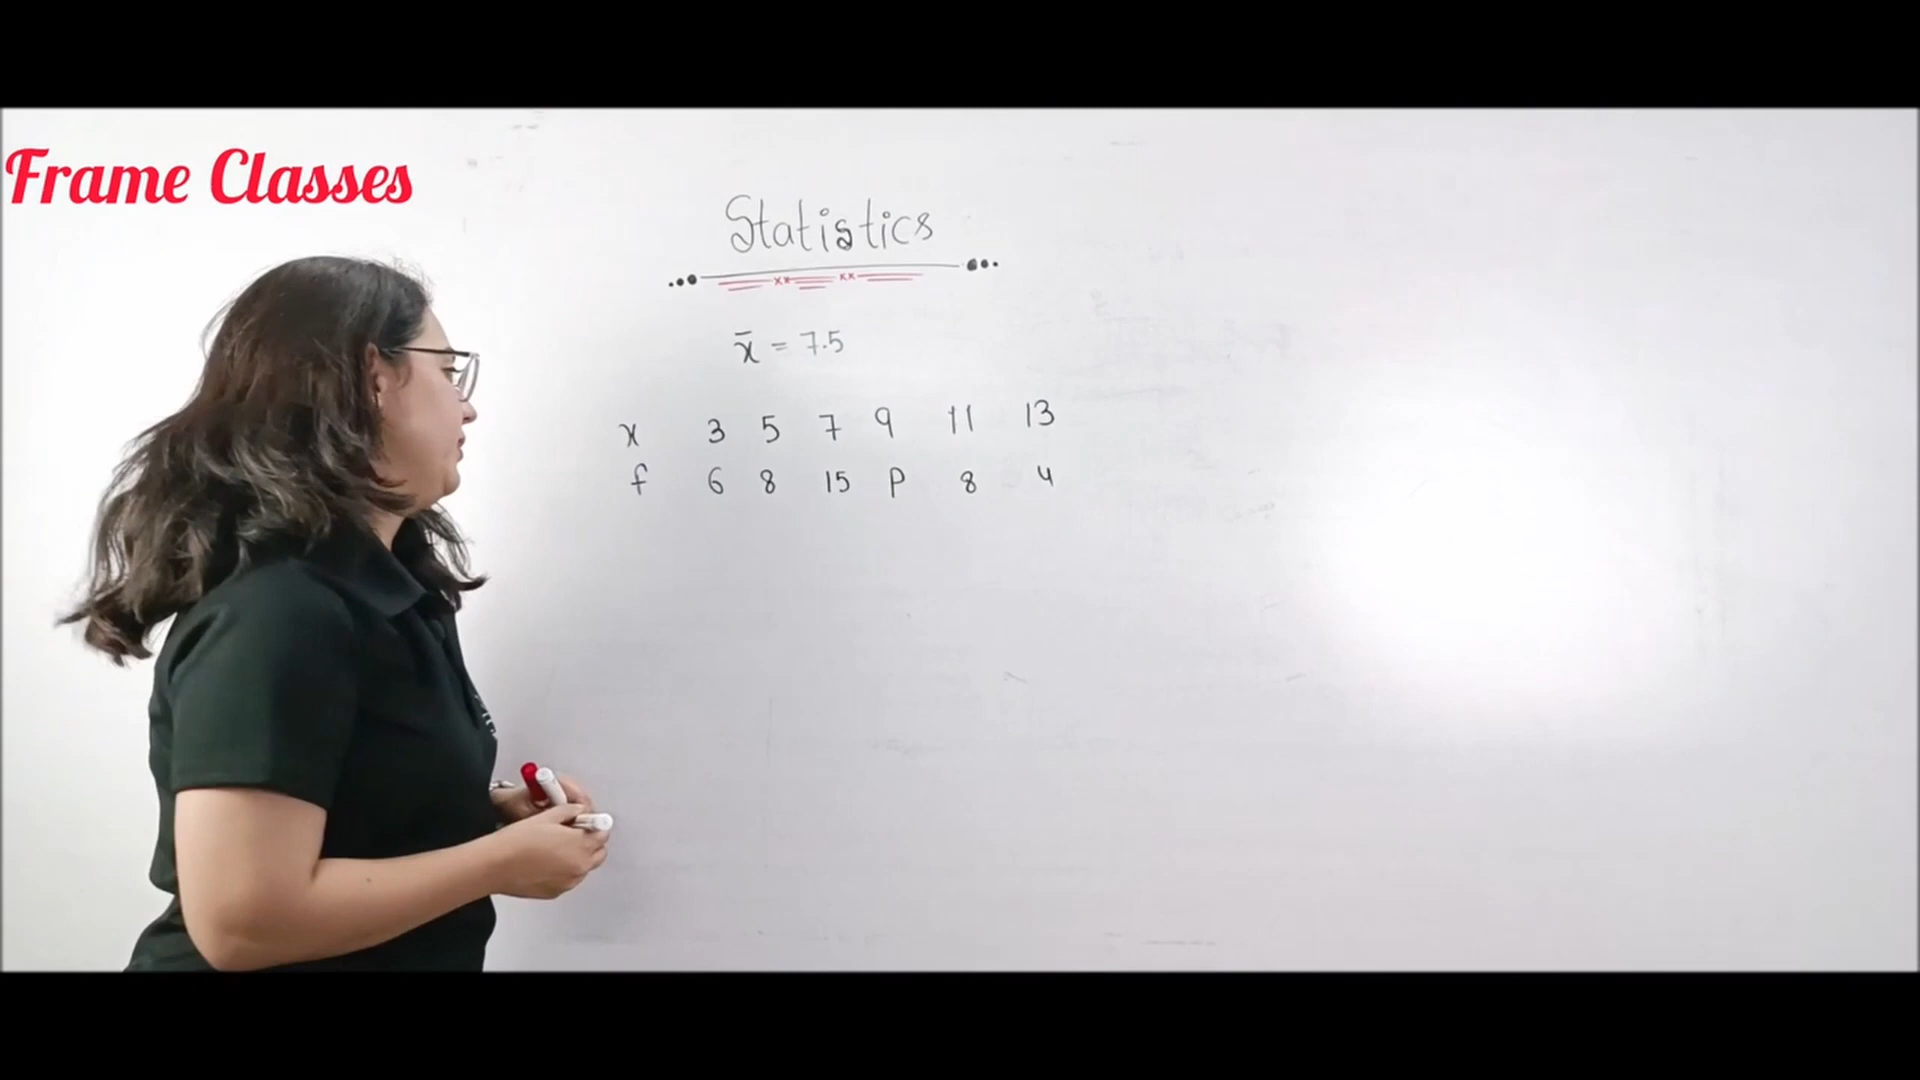 Frame Classes
Statistics
x̄ = 7.5
x 3 5 7 9 11 13
f 6 8 15 p 8 4